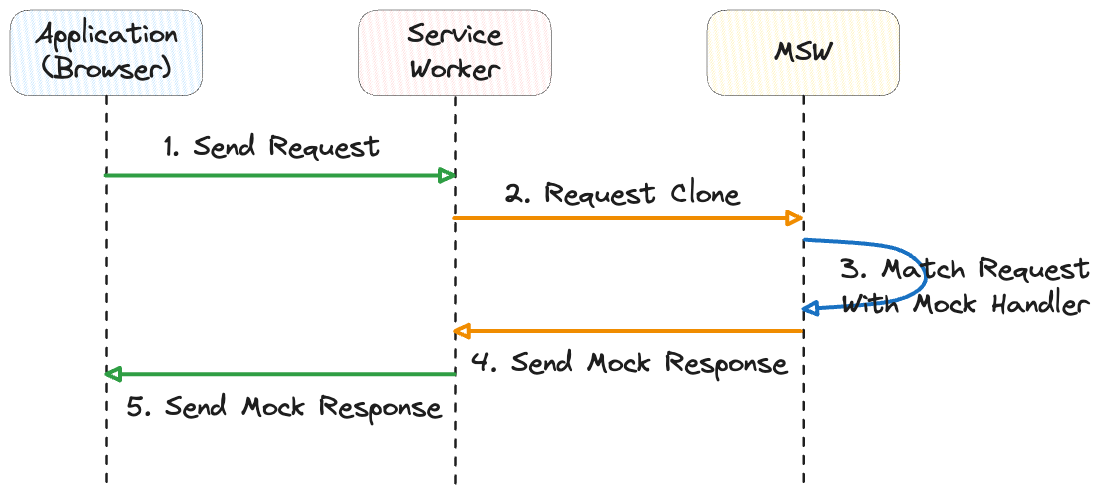 Application
(Browser)
Service
Worker
MSW
1. Send Request
2. Request Clone
3. Match Request
With Mock Handler
4. Send Mock Response
5. Send Mock Response